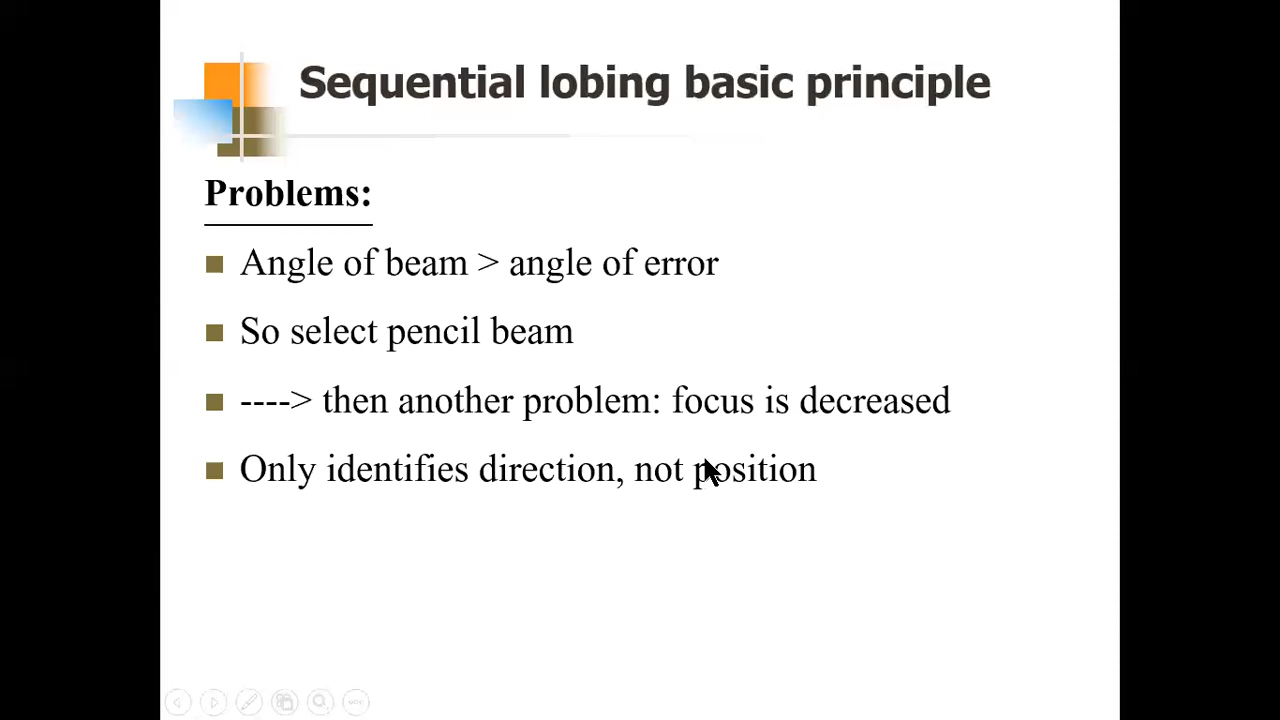 Sequential lobing basic principle
Problems:
Angle of beam > angle of error
So select pencil beam
----> then another problem: focus is decreased
Only identifies direction, not position